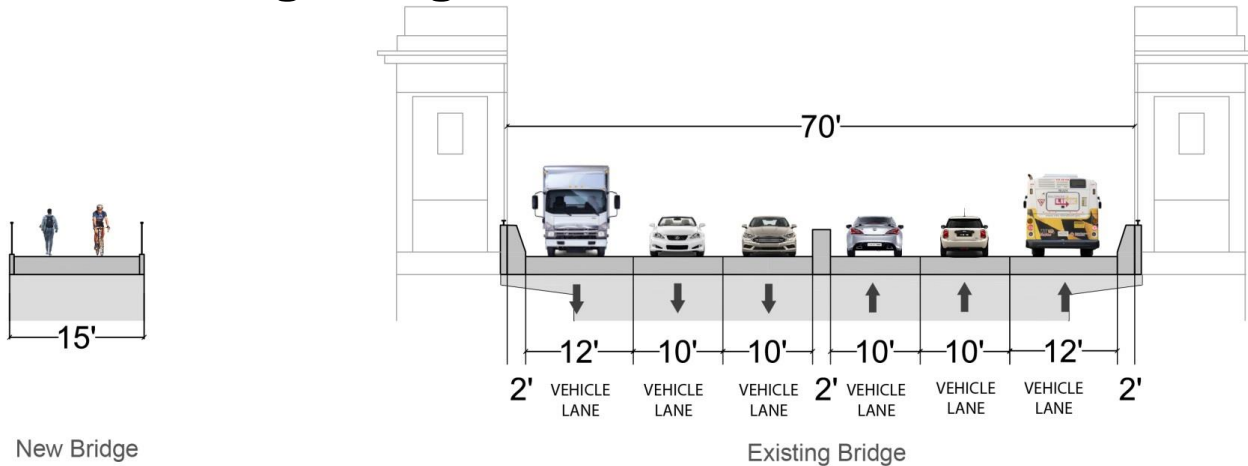 70'
15'
12'
10'
10'
10'
10'
12'
2'
VEHICLE
LANE
VEHICLE
LANE
VEHICLE
LANE
2'
VEHICLE
LANE
VEHICLE
LANE
VEHICLE
LANE
2'
New Bridge
Existing Bridge